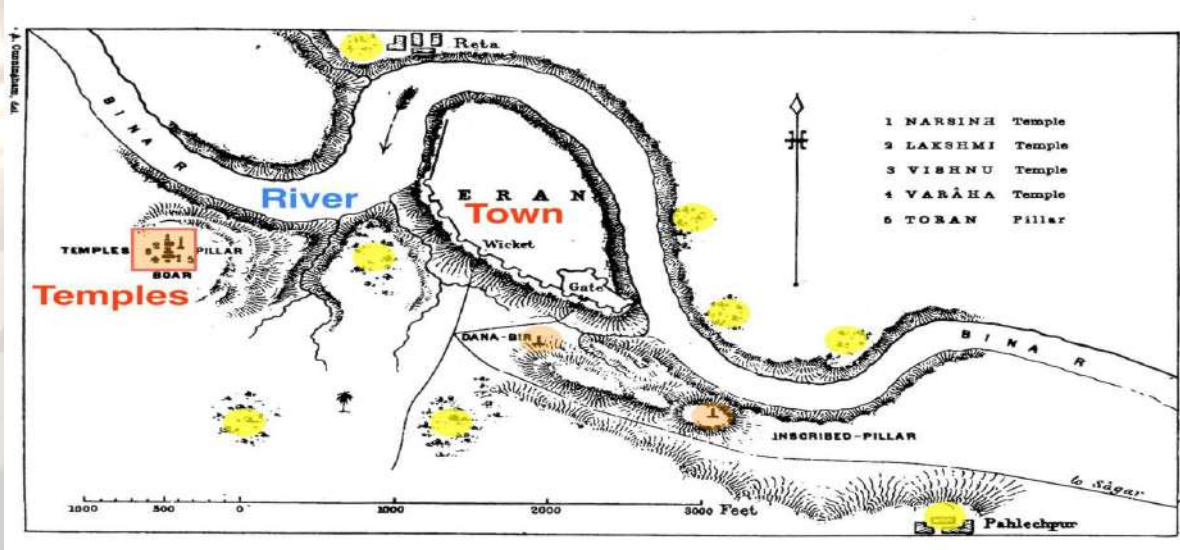 Reta
BINA R
1 NARSINH Temple
2 LAKSHMI Temple
3 VISHNU Temple
4 VARÂHA Temple
5 TORAN Pillar
River
ERAN
Town
Wicket
Gate
TEMPLES PILLAR
BOAR
Temples
DANA-BIR
BINA R
INSCRIBED-PILLAR
to Sâgar
1000 500 0 1000 2000 3000 Feet
Pahlechpur